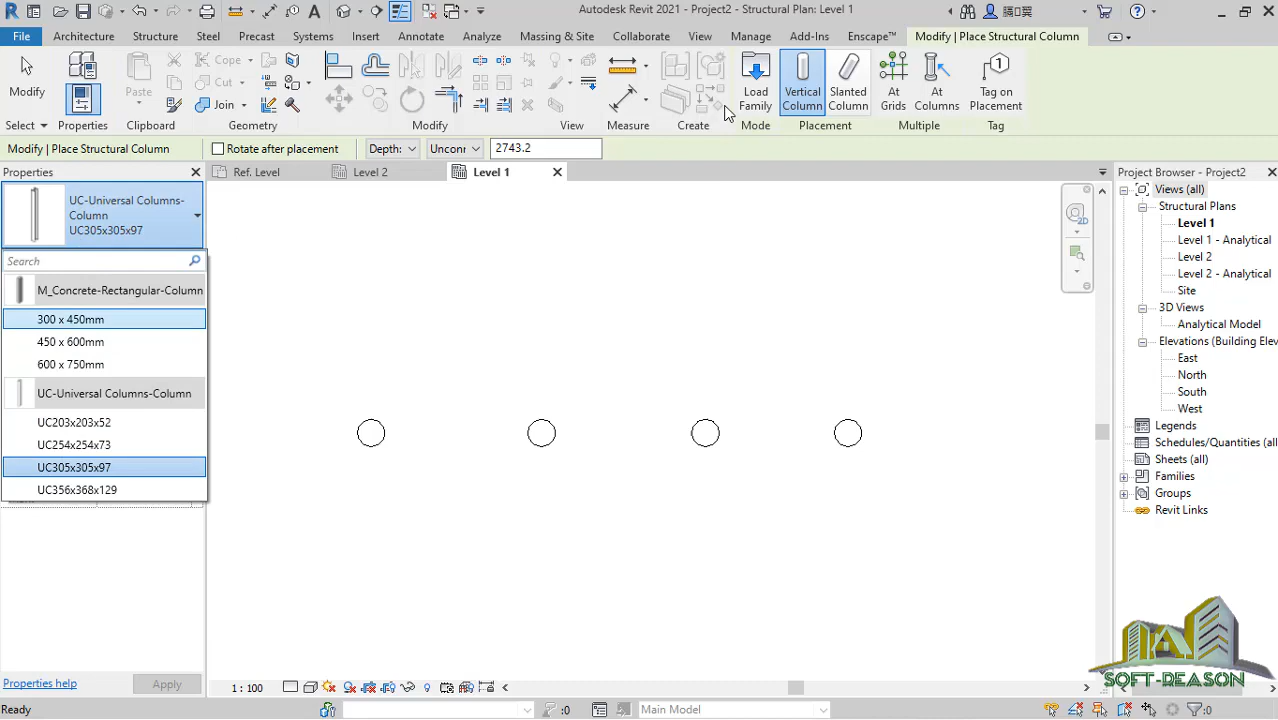 Autodesk Revit 2021 - Project2 - Structural Plan: Level 1
File Architecture Structure Steel Precast Systems Insert Annotate Analyze Massing & Site Collaborate View Manage Add-Ins Enscape™ Modify | Place Structural Column
Modify
Paste
Cope
Cut
Join
Load Family
Vertical Column
Slanted Column
At Grids
At Columns
Tag on Placement
Select Properties Clipboard Geometry Modify View Measure Create Mode Placement Multiple Tag
Modify | Place Structural Column
Rotate after placement
Depth:
Uncon
2743.2
Properties
Ref. Level
Level 2
Level 1
UC-Universal Columns-
Column
UC305x305x97
Search
M_Concrete-Rectangular-Column
300 x 450mm
450 x 600mm
600 x 750mm
UC-Universal Columns-Column
UC203x203x52
UC254x254x73
UC305x305x97
UC356x368x129
Properties help
Apply
2D
Project Browser - Project2
Views (all)
Structural Plans
Level 1
Level 1 - Analytical
Level 2
Level 2 - Analytical
Site
3D Views
Analytical Model
Elevations (Building Elev
East
North
South
West
Legends
Schedules/Quantities (all
Sheets (all)
Families
Groups
Revit Links
SOFT-REASON
1 : 100
Ready
:0
Main Model
:0